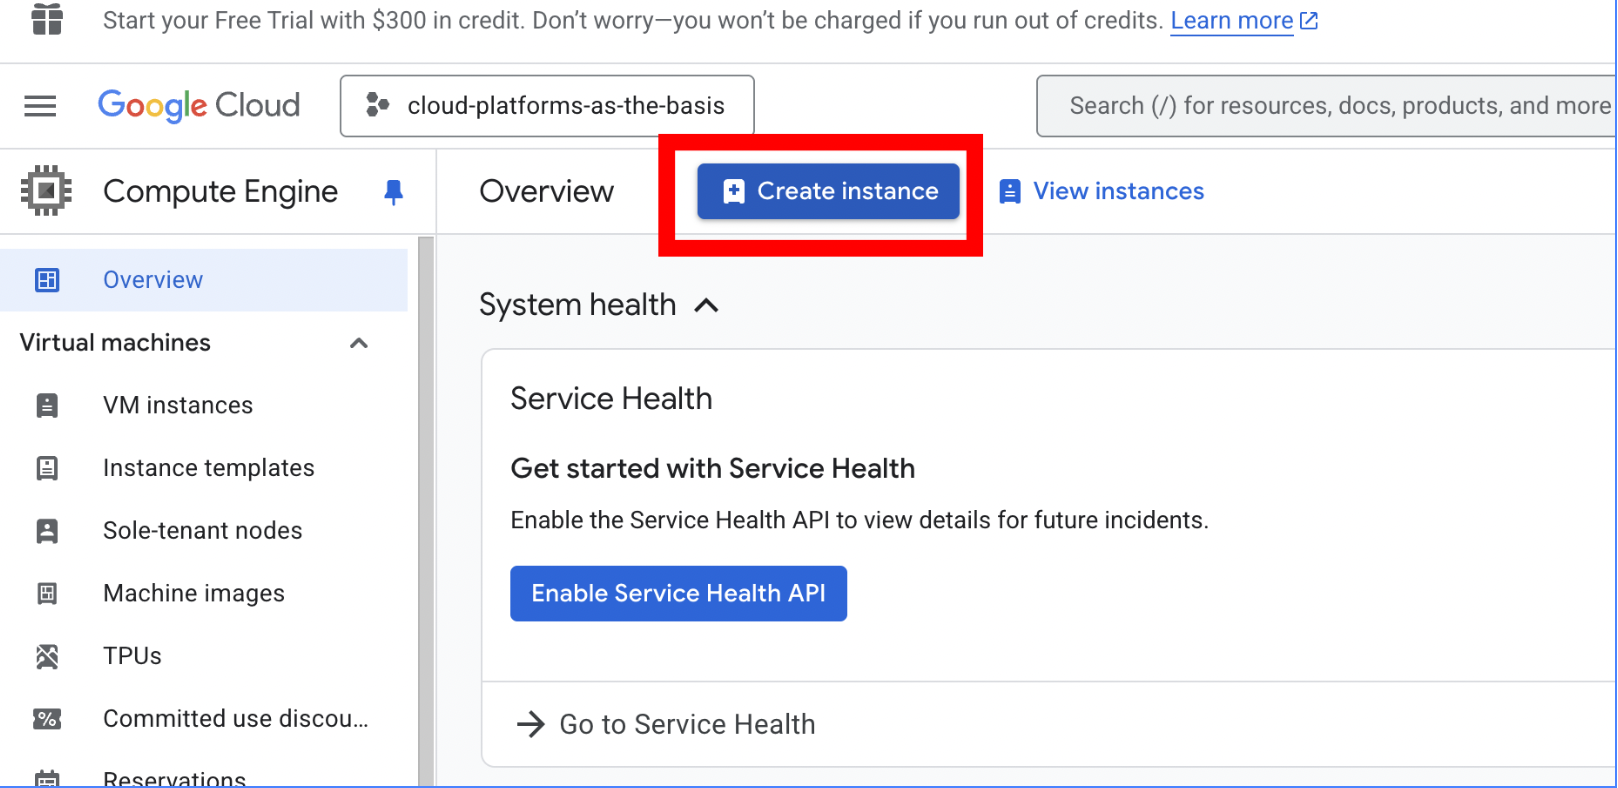 Start your Free Trial with $300 in credit. Don’t worry—you won’t be charged if you run out of credits. Learn more
Google Cloud
cloud-platforms-as-the-basis
Search (/) for resources, docs, products, and more
Compute Engine
Overview
Create instance
View instances
Overview
Virtual machines
VM instances
Instance templates
Sole-tenant nodes
Machine images
TPUs
Committed use discou...
Reservations
System health
Service Health
Get started with Service Health
Enable the Service Health API to view details for future incidents.
Enable Service Health API
Go to Service Health